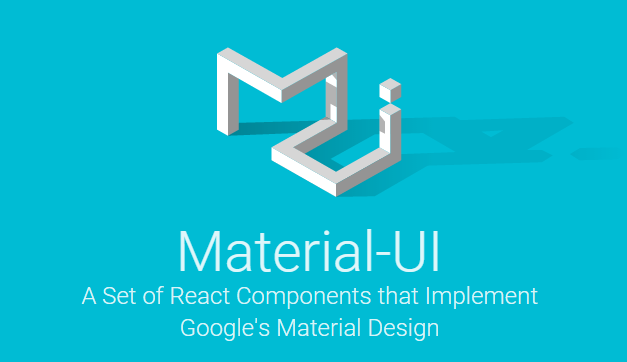 Material-UI
A Set of React Components that Implement
Google's Material Design